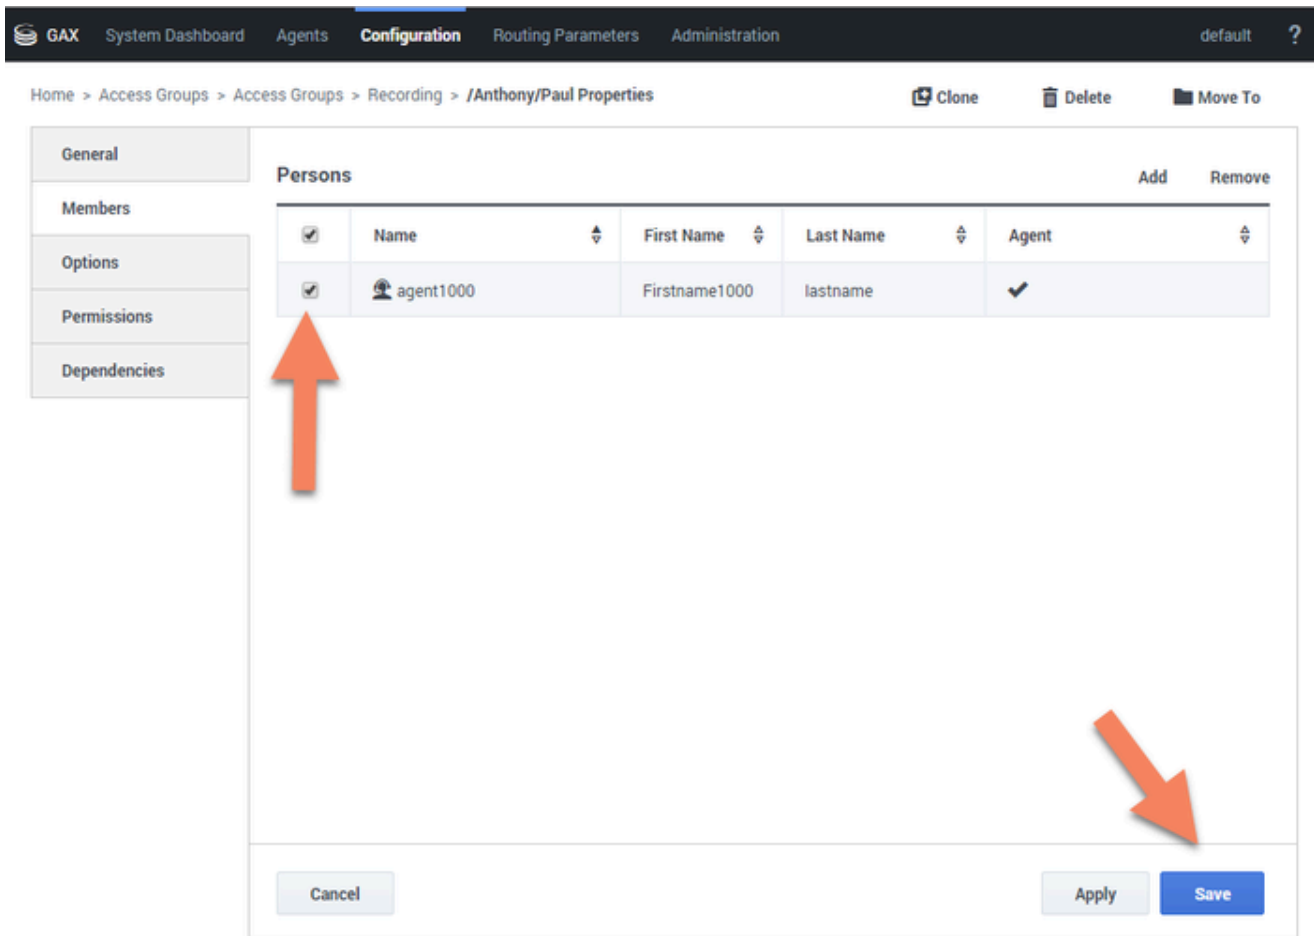 GAX System Dashboard Agents Configuration Routing Parameters Administration default ?
Home > Access Groups > Access Groups > Recording > /Anthony/Paul Properties Clone Delete Move To
General
Persons Add Remove
Members
Name First Name Last Name Agent
Options
agent1000 Firstname1000 lastname
Permissions
Dependencies
Cancel Apply Save